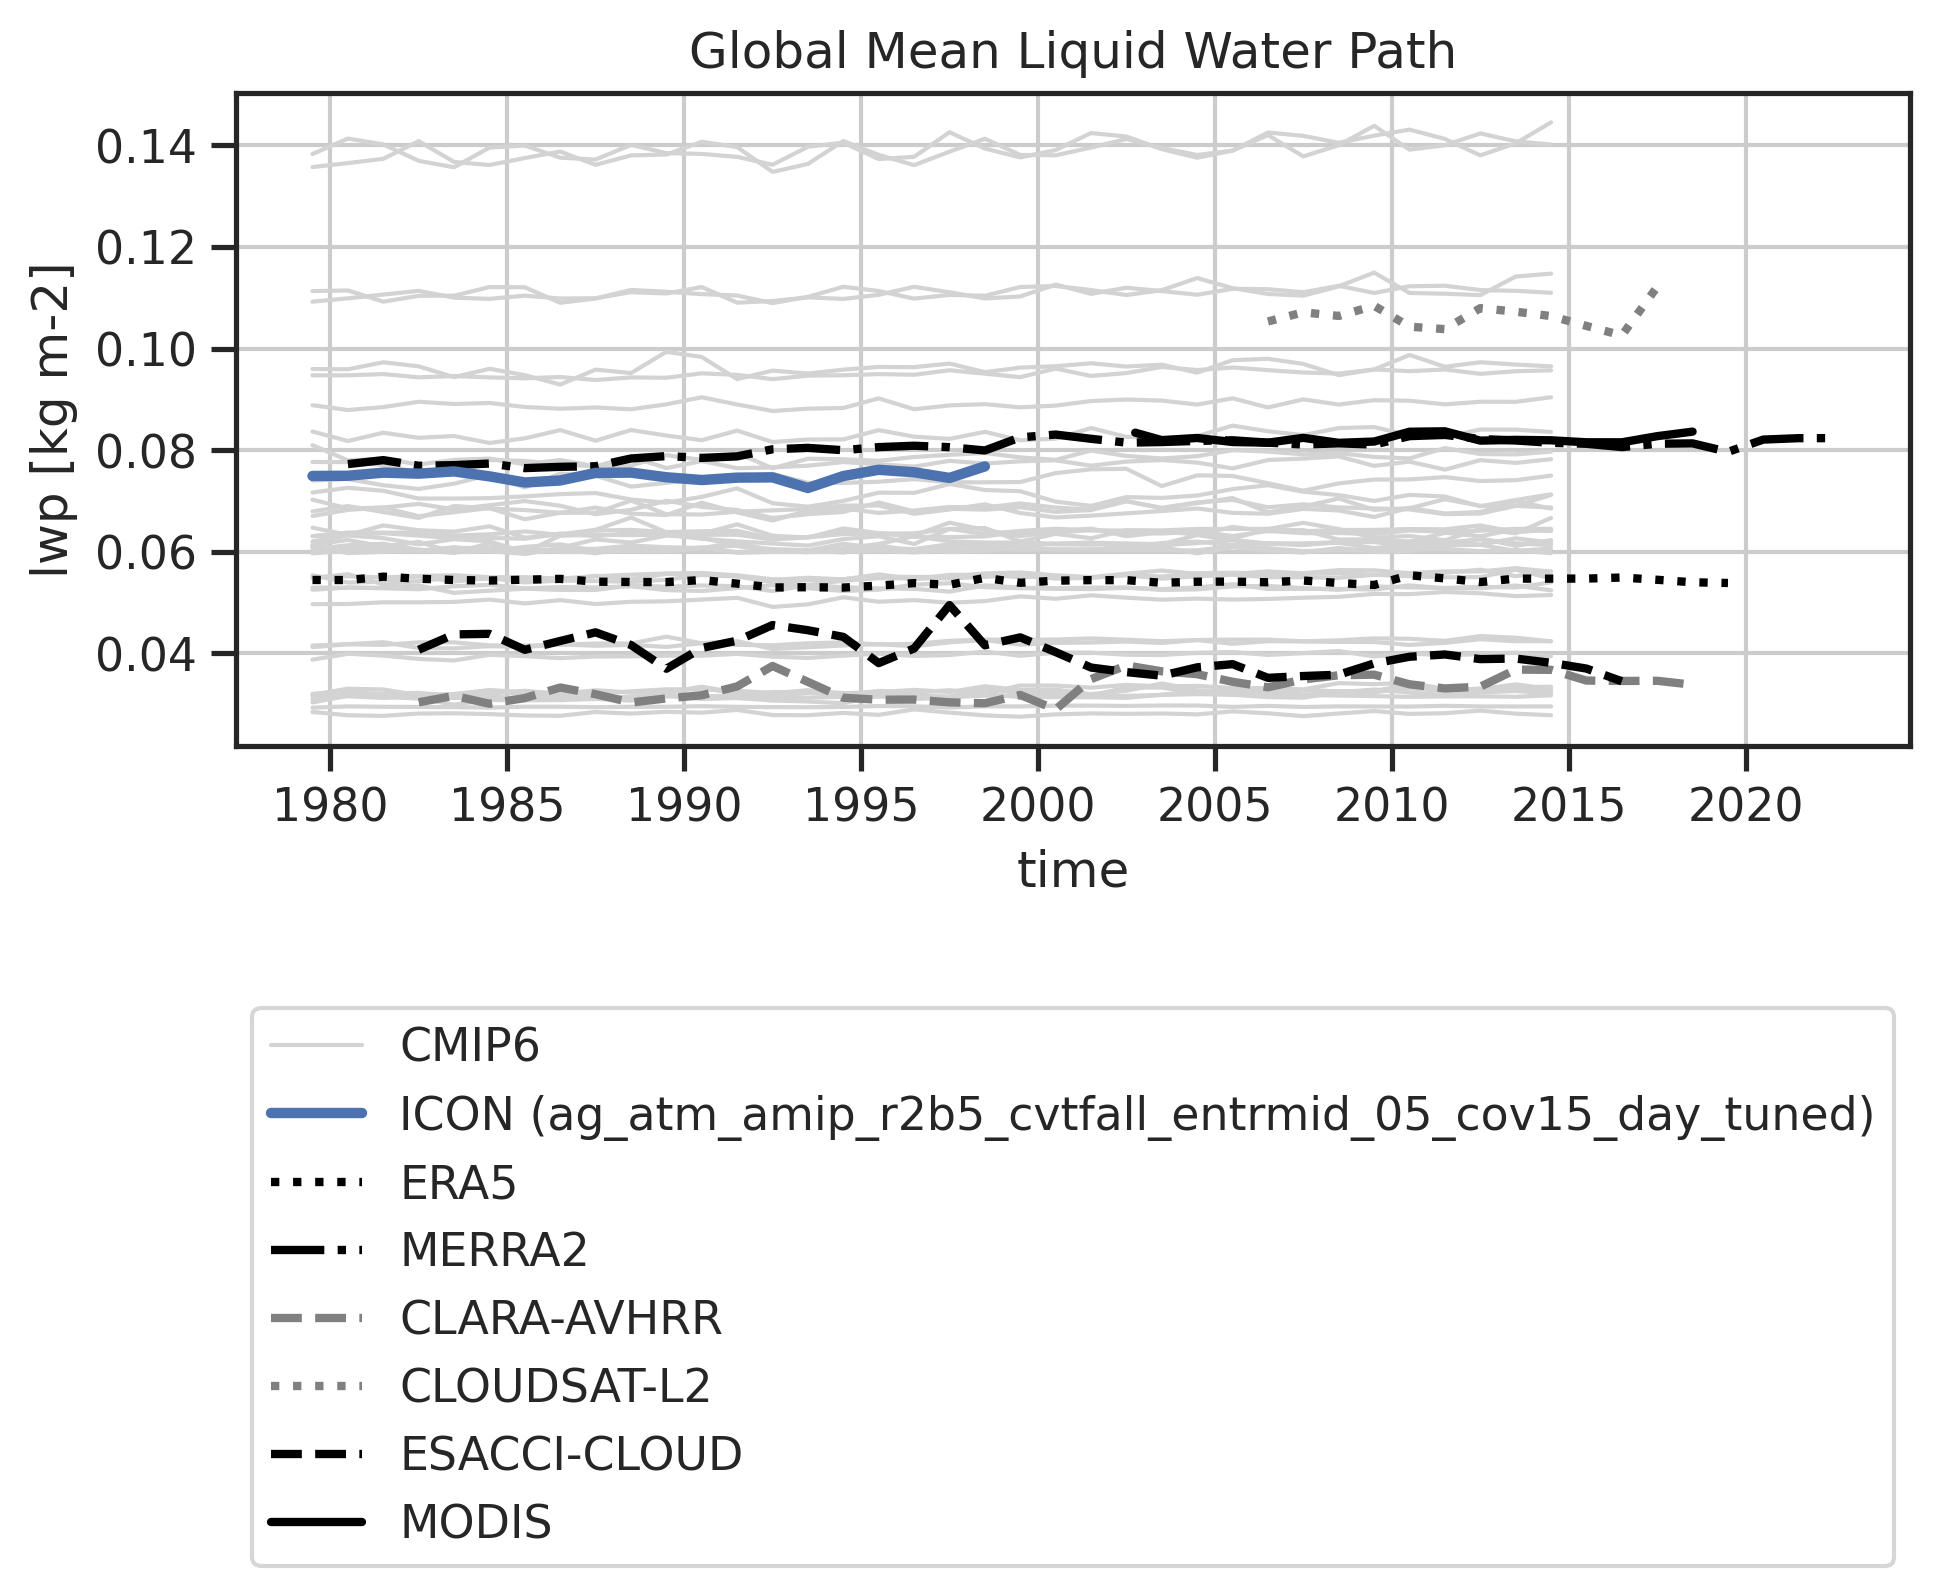 Global Mean Liquid Water Path
lwp [kg m-2]
0.14
0.12
0.10
0.08
0.06
0.04
1980 1985 1990 1995 2000 2005 2010 2015 2020
time
CMIP6
ICON (ag_atm_amip_r2b5_cvtfall_entrmid_05_cov15_day_tuned)
ERA5
MERRA2
CLARA-AVHRR
CLOUDSAT-L2
ESACCI-CLOUD
MODIS